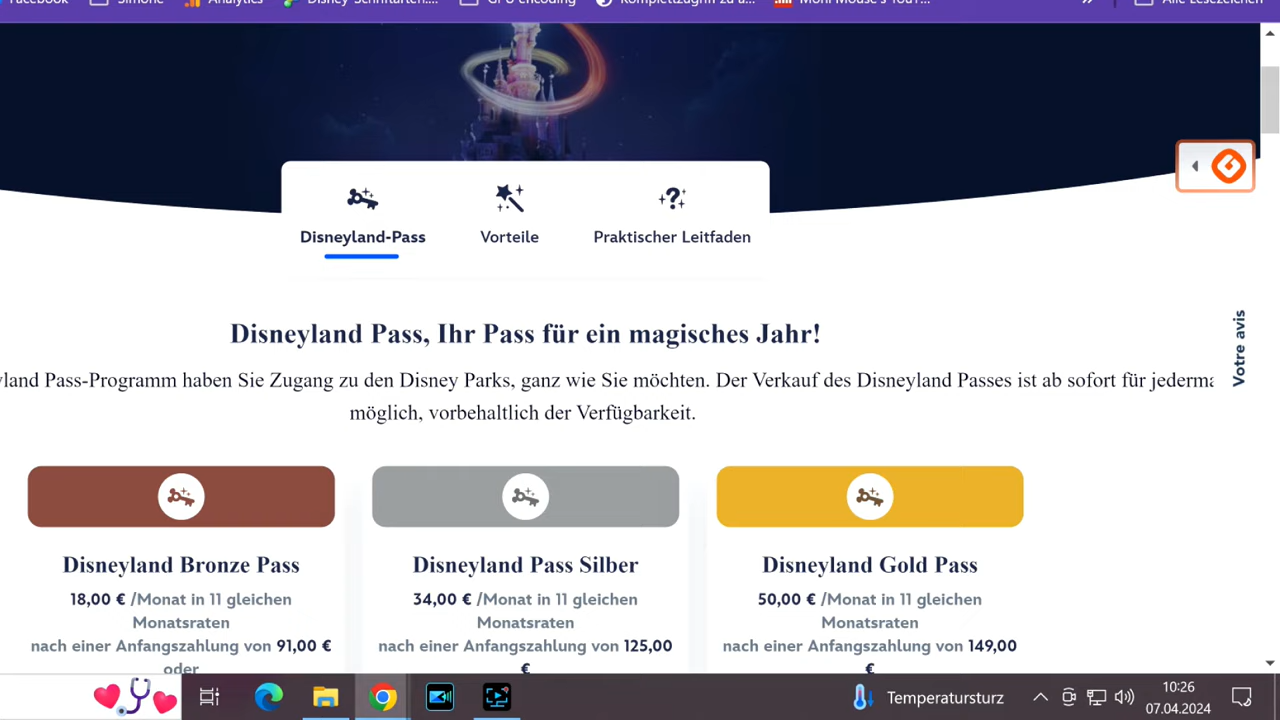 Facebook Simone Analytics Disney Schriftarten.... GPU encoding Komplettzugriff zu a... Moni Mouse's YouT... » Alle Lesezeichen
Disneyland-Pass Vorteile Praktischer Leitfaden
Disneyland Pass, Ihr Pass für ein magisches Jahr!
Votre avis
yland Pass-Programm haben Sie Zugang zu den Disney Parks, ganz wie Sie möchten. Der Verkauf des Disneyland Passes ist ab sofort für jederma
möglich, vorbehaltlich der Verfügbarkeit.
Disneyland Bronze Pass
18,00 € /Monat in 11 gleichen
Monatsraten
nach einer Anfangszahlung von 91,00 €
oder
Disneyland Pass Silber
34,00 € /Monat in 11 gleichen
Monatsraten
nach einer Anfangszahlung von 125,00
€
Disneyland Gold Pass
50,00 € /Monat in 11 gleichen
Monatsraten
nach einer Anfangszahlung von 149,00
€
Temperatursturz
10:26
07.04.2024